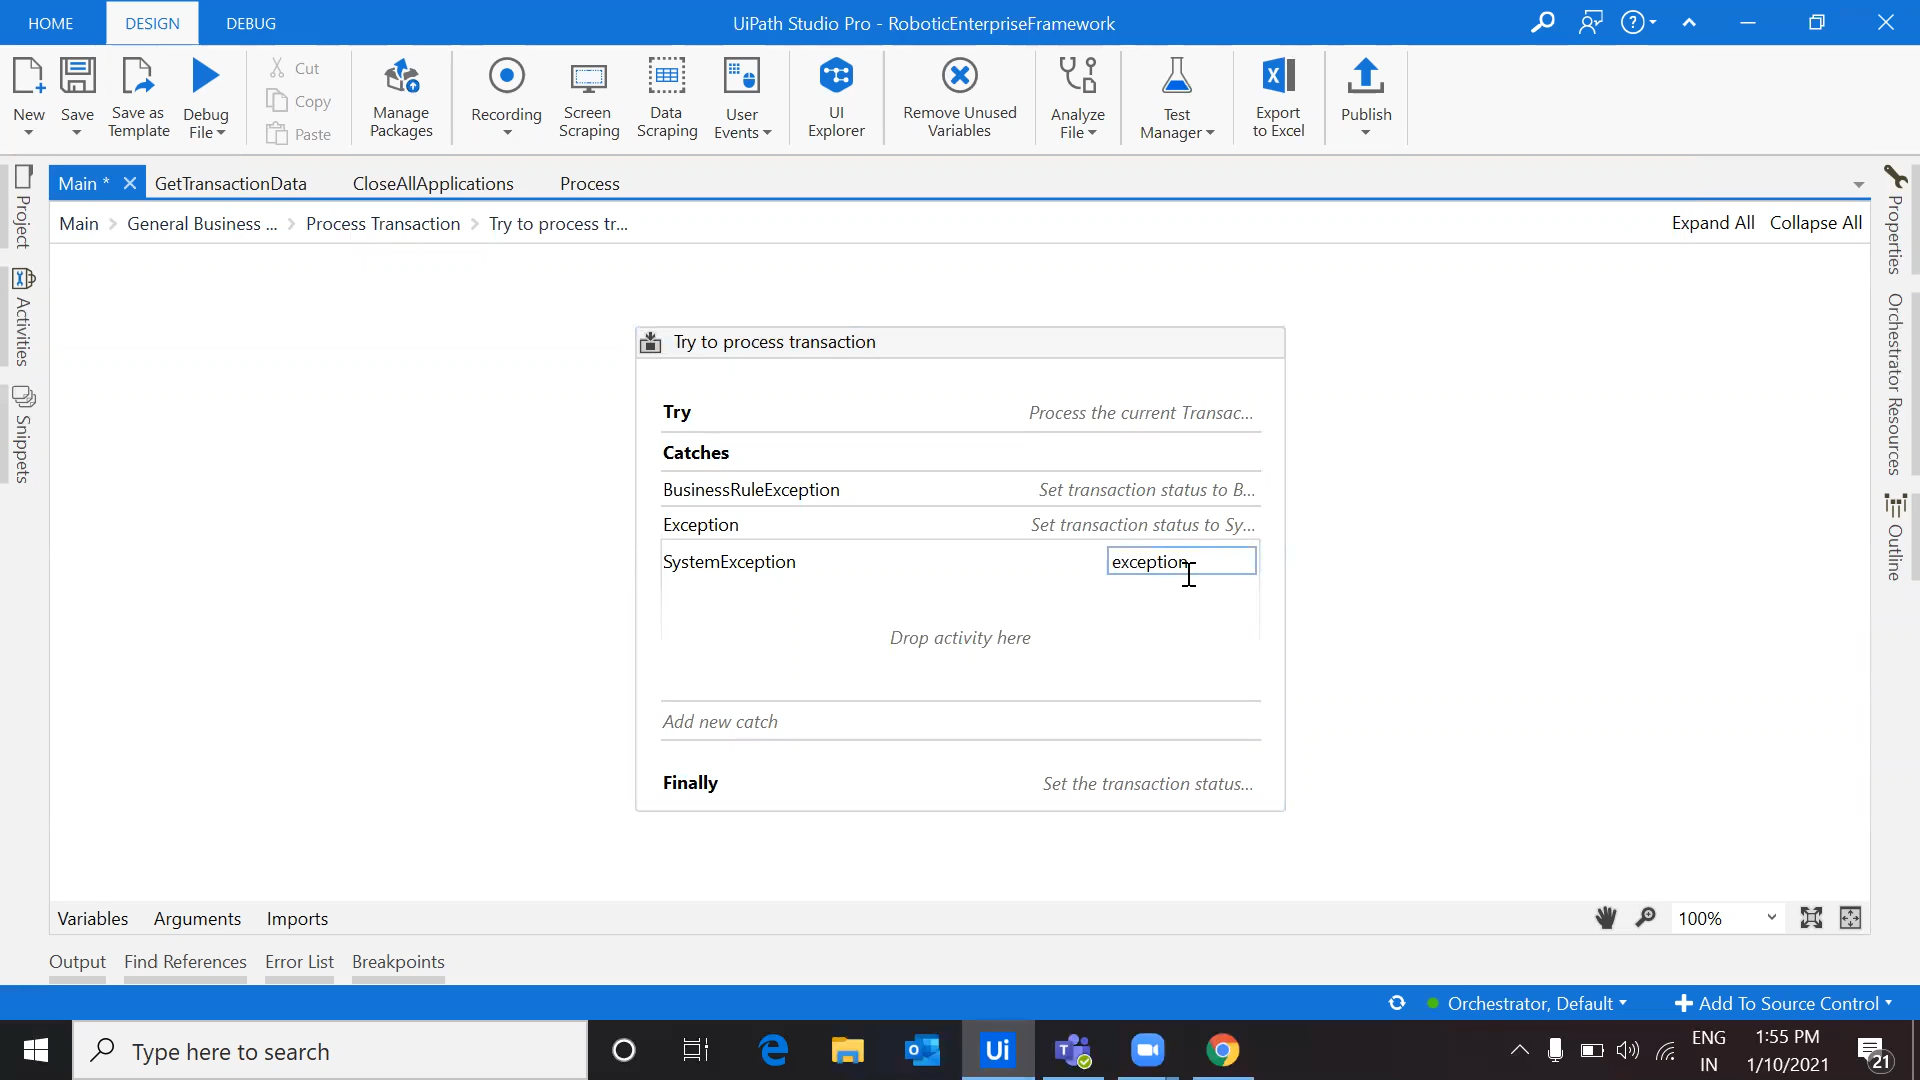 HOME DESIGN DEBUG UiPath Studio Pro - RoboticEnterpriseFramework
New Save Save as Template Debug File
Cut
Copy
Paste
Manage Packages
Recording
Screen Scraping
Data Scraping
User Events
UI Explorer
Remove Unused Variables
Analyze File
Test Manager
Export to Excel
Publish
Main * GetTransactionData CloseAllApplications Process
Main > General Business ... > Process Transaction > Try to process tr... Expand All Collapse All
Project
Activities
Snippets
Try to process transaction
Try Process the current Transac...
Catches
BusinessRuleException Set transaction status to B...
Exception Set transaction status to Sy...
SystemException exception
Drop activity here
Add new catch
Finally Set the transaction status...
Properties
Orchestrator Resources
Outline
Variables Arguments Imports 100%
Output Find References Error List Breakpoints
Orchestrator, Default Add To Source Control
Type here to search
Ui
ENG
IN
1:55 PM
1/10/2021
21